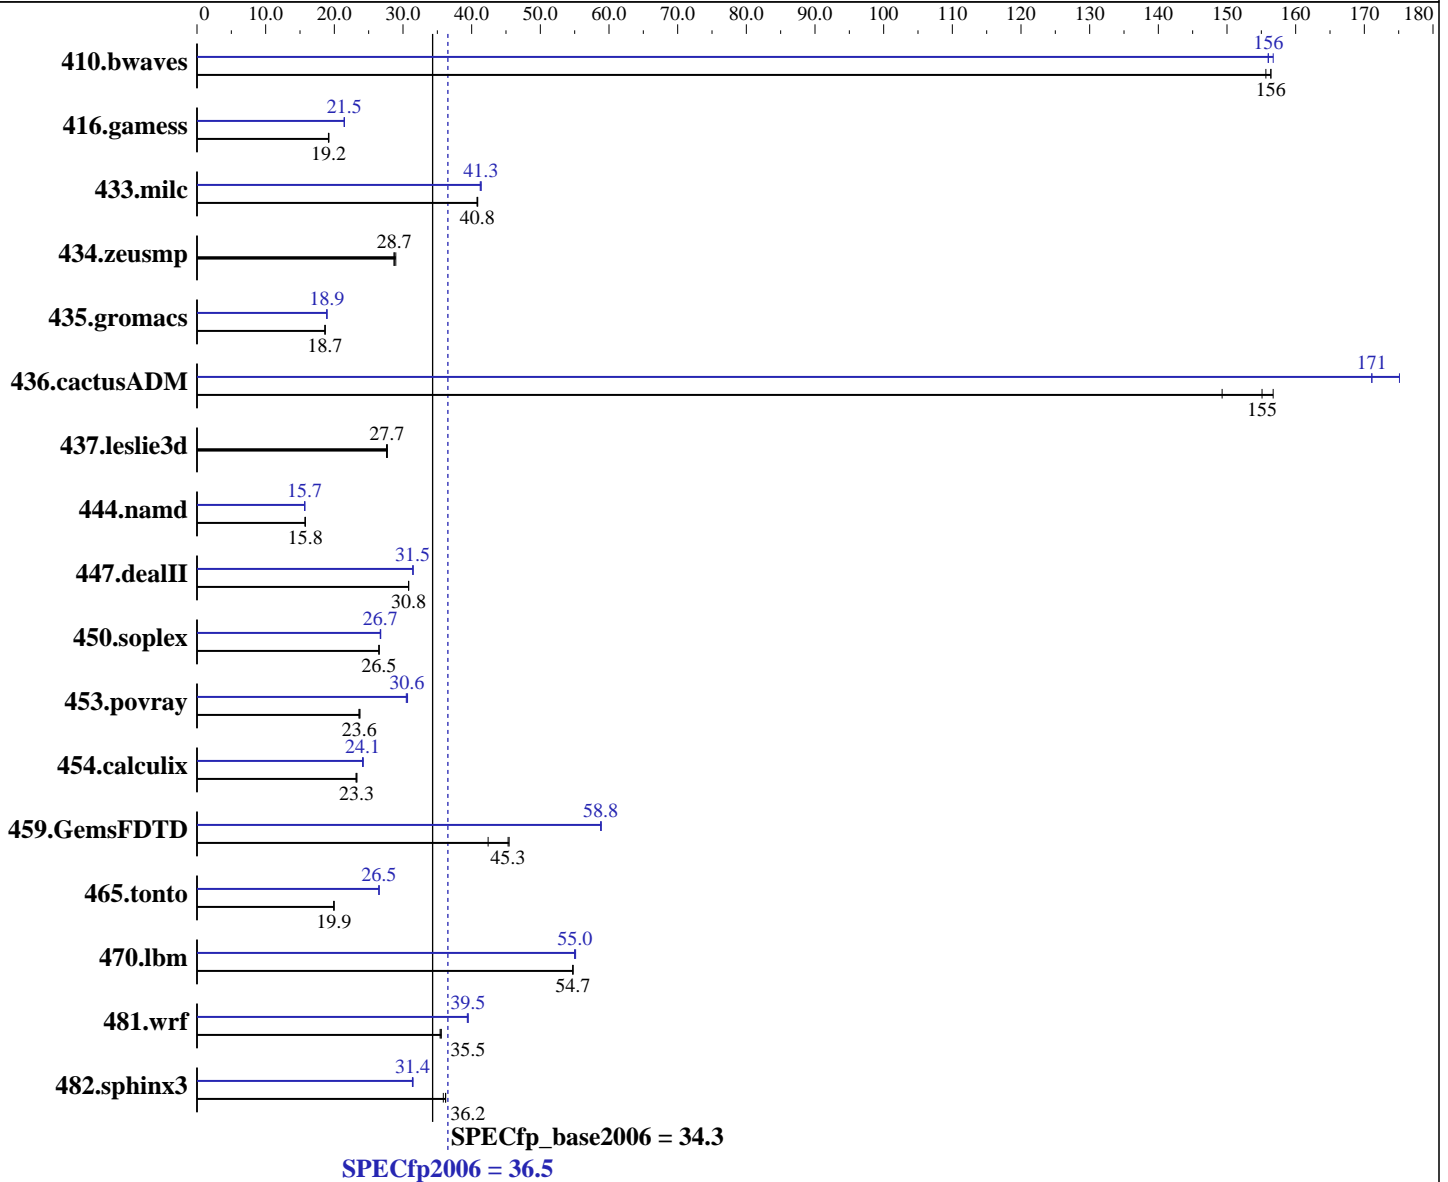 0 10.0 20.0 30.0 40.0 50.0 60.0 70.0 80.0 90.0 100 110 120 130 140 150 160 170 180
410.bwaves
156
156
416.gamess
21.5
19.2
433.milc
41.3
40.8
434.zeusmp
28.7
435.gromacs
18.9
18.7
436.cactusADM
171
155
437.leslie3d
27.7
444.namd
15.7
15.8
447.dealII
31.5
30.8
450.soplex
26.7
26.5
453.povray
30.6
23.6
454.calculix
24.1
23.3
459.GemsFDTD
58.8
45.3
465.tonto
26.5
19.9
470.lbm
55.0
54.7
481.wrf
39.5
35.5
482.sphinx3
31.4
36.2
SPECfp_base2006 = 34.3
SPECfp2006 = 36.5